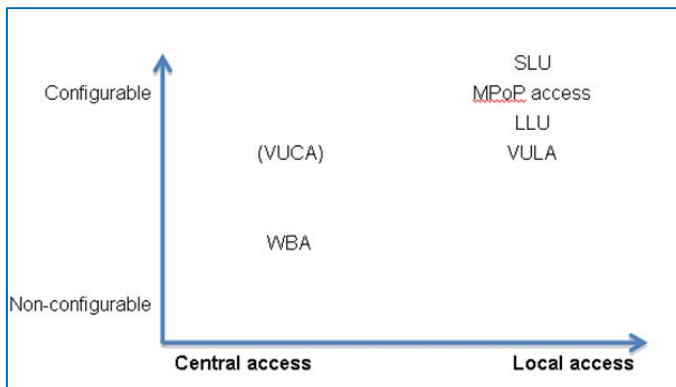 SLU
Configurable MPoP access
LLU
(VUCA) VULA
WBA
Non-configurable
Central access Local access